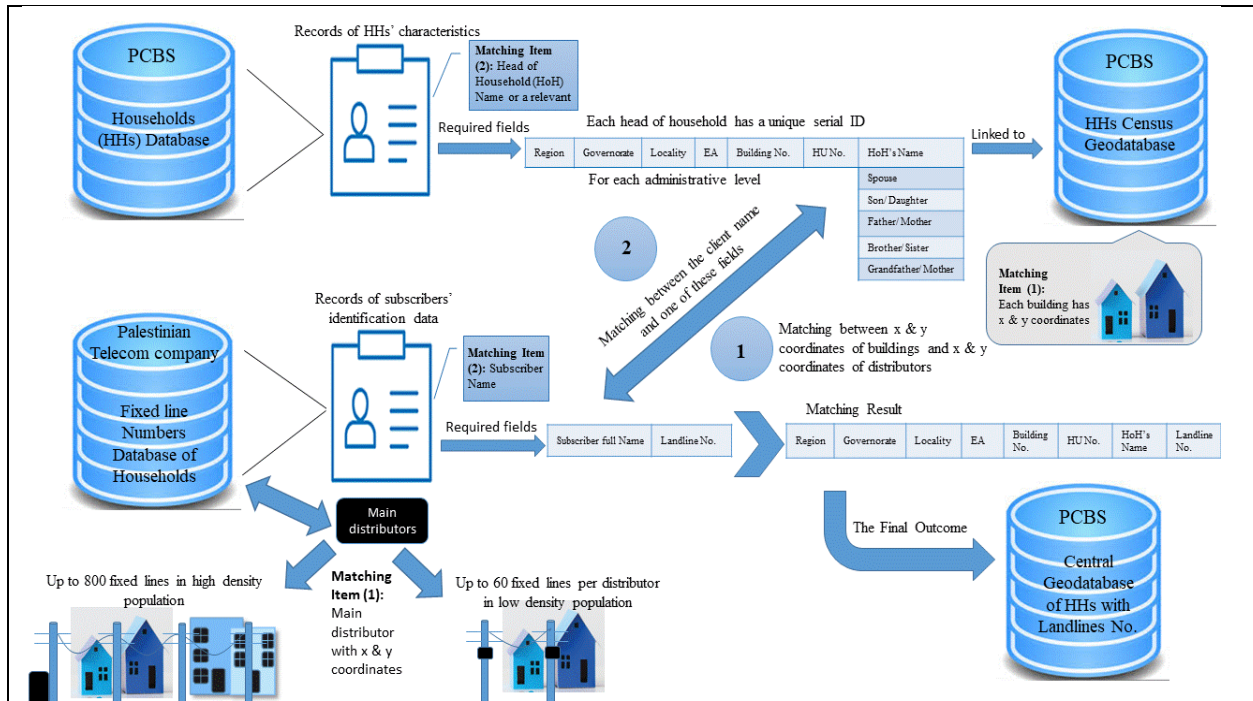 PCBS
Households
(HHs) Database
Records of HHs' characteristics
Matching Item
(2): Head of
Household (HoH)
Name or a relevant
Required fields
Each head of household has a unique serial ID
Region
Governorate
Locality
EA
Building No.
HU No.
HoH's Name
Spouse
Son/ Daughter
Father/ Mother
Brother/ Sister
Grandfather/ Mother
For each administrative level
Linked to
PCBS
HHs Census
Geodatabase
Matching
Item (1):
Each building has
x & y coordinates
2
Matching between the client name
and one of these fields
1
Matching between x & y
coordinates of buildings and x & y
coordinates of distributors
Palestinian
Telecom company
Fixed line
Numbers
Database of
Households
Records of subscribers'
identification data
Matching Item
(2): Subscriber
Name
Required fields
Subscriber full Name
Landline No.
Matching Result
Region
Governorate
Locality
EA
Building
No.
HU No.
HoH's
Name
Landline
No.
Main
distributors
The Final Outcome
PCBS
Central
Geodatabase
of HHs with
Landlines No.
Up to 800 fixed lines in high density
population
Matching
Item (1):
Main
distributor
with x & y
coordinates
Up to 60 fixed lines per distributor
in low density population